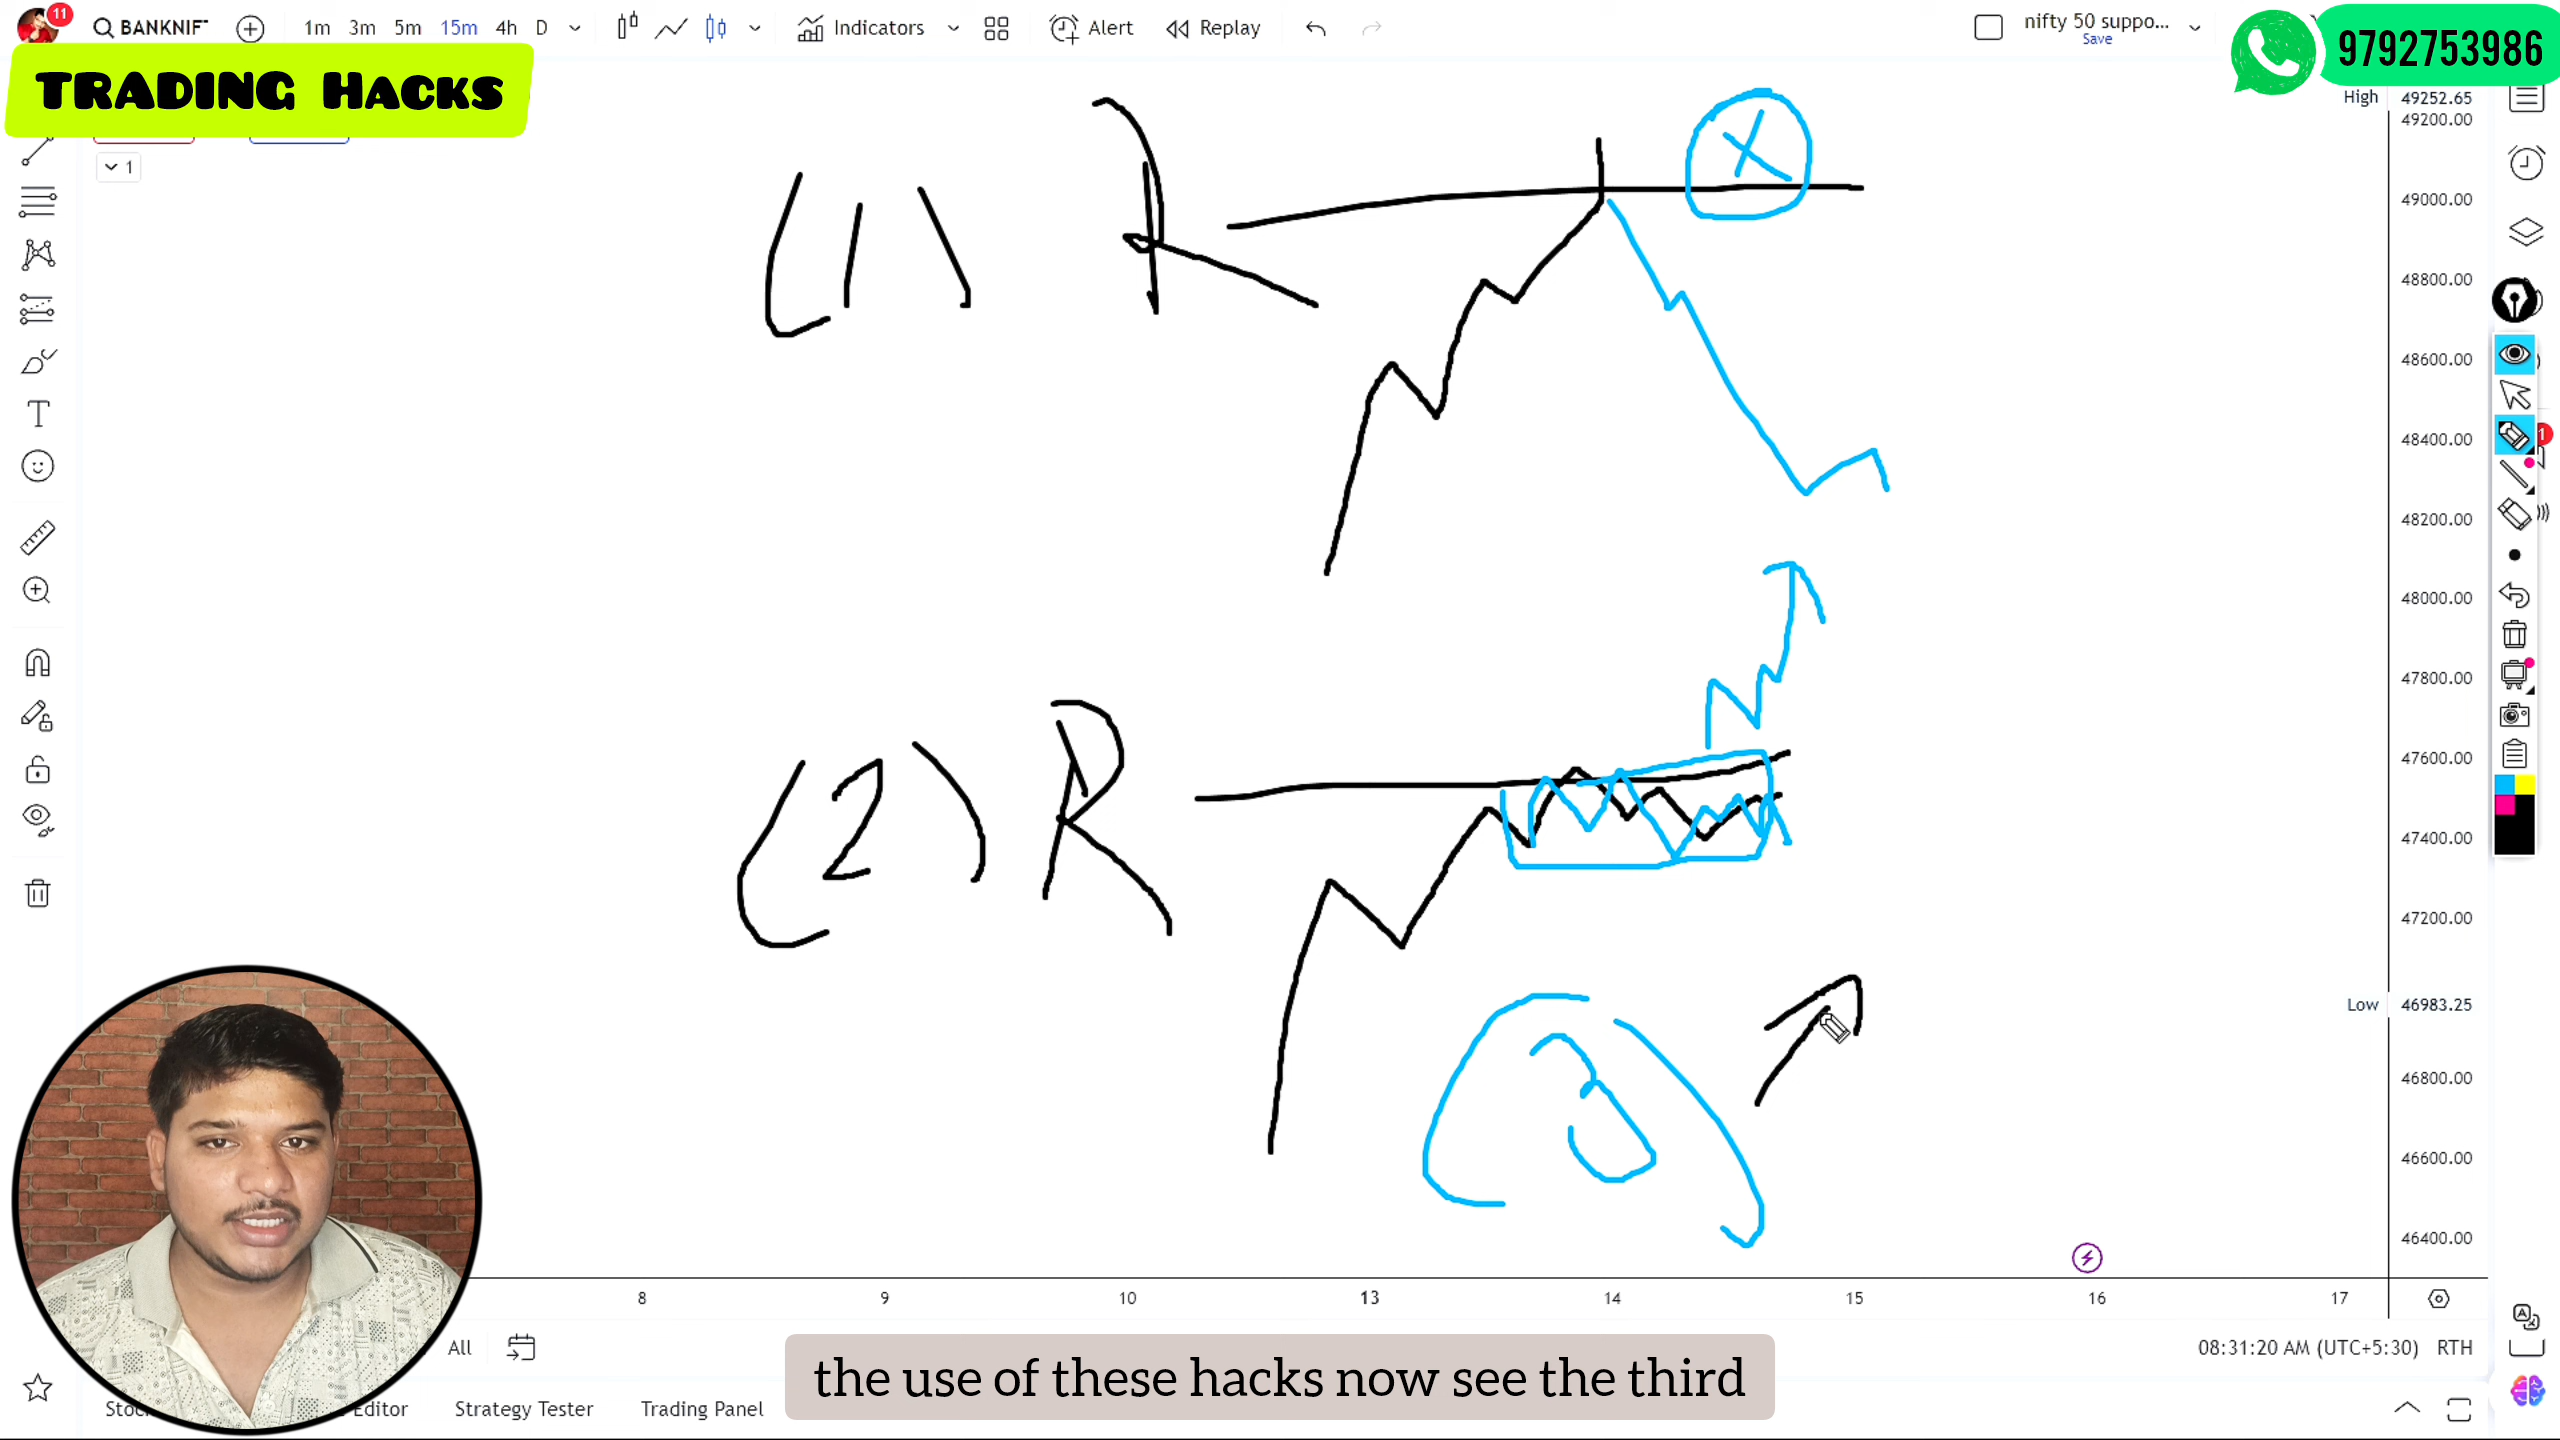 11
BANKNIF
1m 3m 5m 15m 4h D
Indicators
Alert
Replay
nifty 50 suppo...
Save
9792753986
TRADING HACKS
1
High 49252.65
49200.00
49000.00
48800.00
48600.00
48400.00
48200.00
48000.00
47800.00
47600.00
47400.00
47200.00
Low 46983.25
46800.00
46600.00
46400.00
1
(1) R
X
(2) R
(3)
8 9 10 13 14 15 16 17
All
08:31:20 AM (UTC+5:30) RTH
the use of these hacks now see the third
Editor Strategy Tester Trading Panel